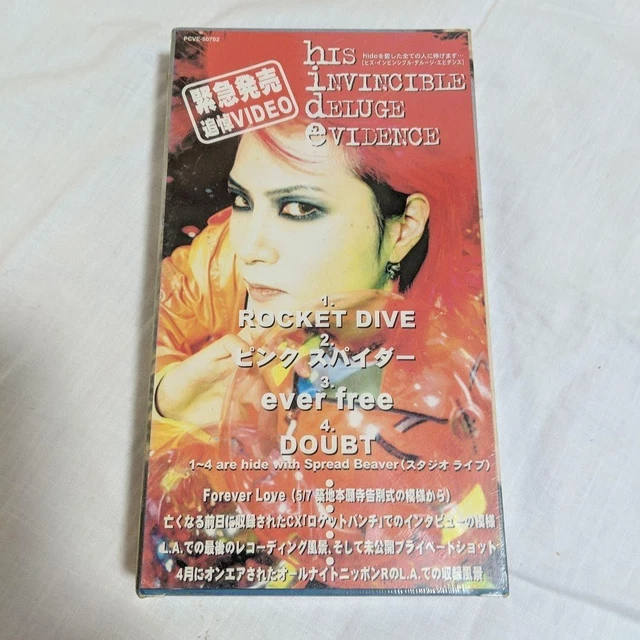 PCVE-50792
hideを愛した全ての人に捧げます…
[ヒズ・インビンシブル・デルージ・エビデンス]
hIS
iNVINCIBLE
dELUGE
eVIDENCE
緊急発売
追悼VIDEO
1.
ROCKET DIVE
2.
ピンク スパイダー
3.
ever free
4.
DOUBT
1~4 are hide with Spread Beaver(スタジオ ライブ)
Forever Love (5/7 築地本願寺告別式の模様から)
亡くなる前日に収録されたCX「ロケットパンチ」でのインタビューの模様
L.A.での最後のレコーディング風景、そして未公開プライベートショット
4月にオンエアされたオールナイトニッポンRのL.A.での収録風景